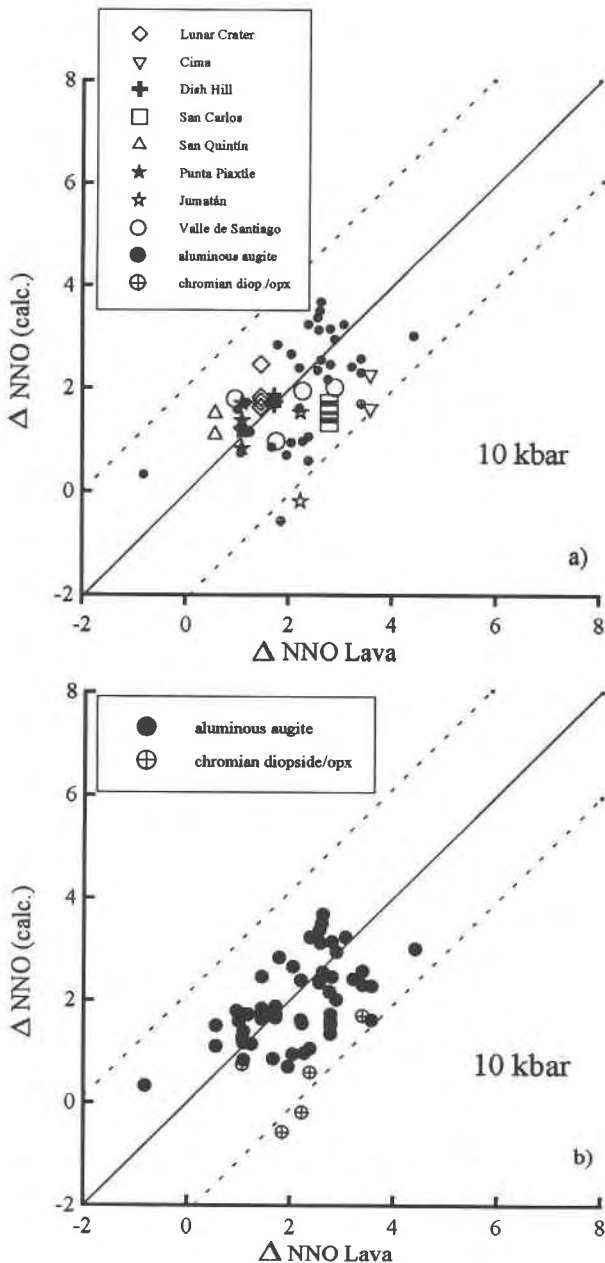 Lunar Crater
Cima
Dish Hill
San Carlos
San Quintín
Punta Piaxtle
Jumatán
Valle de Santiago
aluminous augite
chromian diop./opx
8
6
4
2
0
-2
Δ NNO (calc.)
10 kbar
a)
-2 0 2 4 6 8
Δ NNO Lava
aluminous augite
chromian diopside/opx
8
6
4
2
0
-2
Δ NNO (calc.)
10 kbar
b)
-2 0 2 4 6 8
Δ NNO Lava